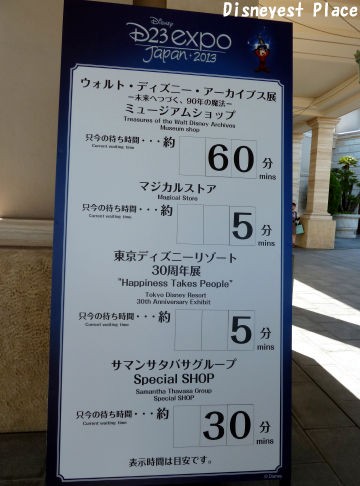 Disneyest Place
Disney
D23 EXPO
Japan・2013
ウォルト・ディズニー・アーカイブス展
－未来へつづく、90年の魔法－
ミュージアムショップ
Treasures of the Walt Disney Archives
Museum shop
只今の待ち時間・・・約 60 分
Current waiting time mins
マジカルストア
Magical Store
只今の待ち時間・・・約 5 分
Current waiting time mins
東京ディズニーリゾート
30周年展
"Happiness Takes People"
Tokyo Disney Resort
30th Anniversary Exhibit
只今の待ち時間・・・約 5 分
Current waiting time mins
サマンサタバサグループ
Special SHOP
Samantha Thavasa Group
Special SHOP
只今の待ち時間・・・約 30 分
Current waiting time mins
表示時間は目安です。
© Disney